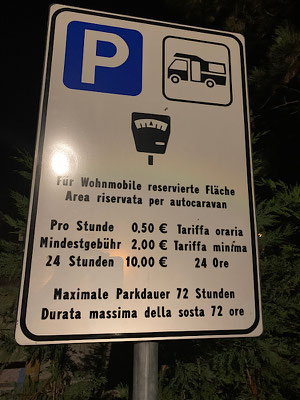 P
Für Wohnmobile reservierte Fläche
Area riservata per autocaravan
Pro Stunde 0,50 € Tariffa oraria
Mindestgebühr 2,00 € Tariffa minima
24 Stunden 10,00 € 24 Ore
Maximale Parkdauer 72 Stunden
Durata massima della sosta 72 ore